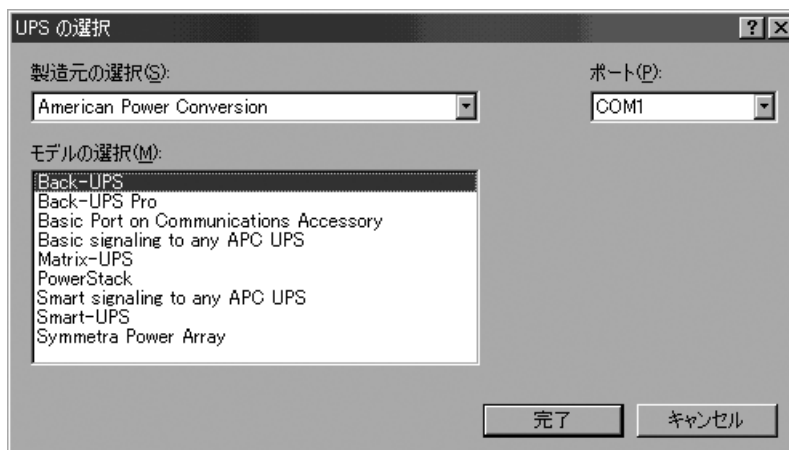 UPS の選択
製造元の選択(S):
ポート(P):
American Power Conversion
COM1
モデルの選択(M):
Back-UPS
Back-UPS Pro
Basic Port on Communications Accessory
Basic signaling to any APC UPS
Matrix-UPS
PowerStack
Smart signaling to any APC UPS
Smart-UPS
Symmetra Power Array
完了
キャンセル